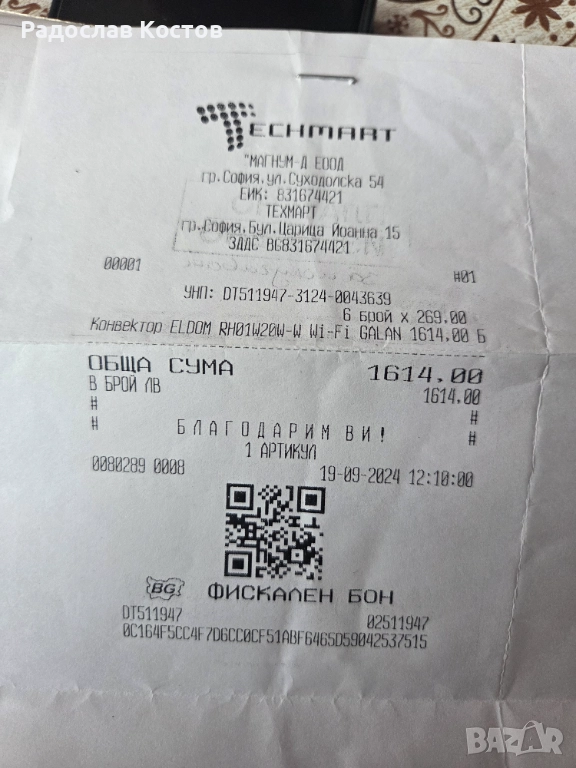 Радослав Костов
TECHMART
"МАГНУМ-Д ЕООД
гр.София,ул.Суходолска 54
ЕИК: 831674421
ТЕХМАРТ
гр.София,Бул.Царица Йоанна 15
ЗДДС BG831674421
00001 #01
УНП: DT511947-3124-0043639
6 Брой x 269.00
Конвектор ELDOM RH01W20W-W Wi-Fi GALAN 1614.00 Б
ОБЩА СУМА 1614.00
В БРОЙ ЛВ 1614.00
# #
# БЛАГОДАРИМ ВИ! #
1 АРТИКУЛ
0080289 0008 19-09-2024 12:10:00
BG ФИСКАЛЕН БОН
DT511947 02511947
0C164F5CC4F7D6CC0CF51ABF6465D59042537515
BAZAR